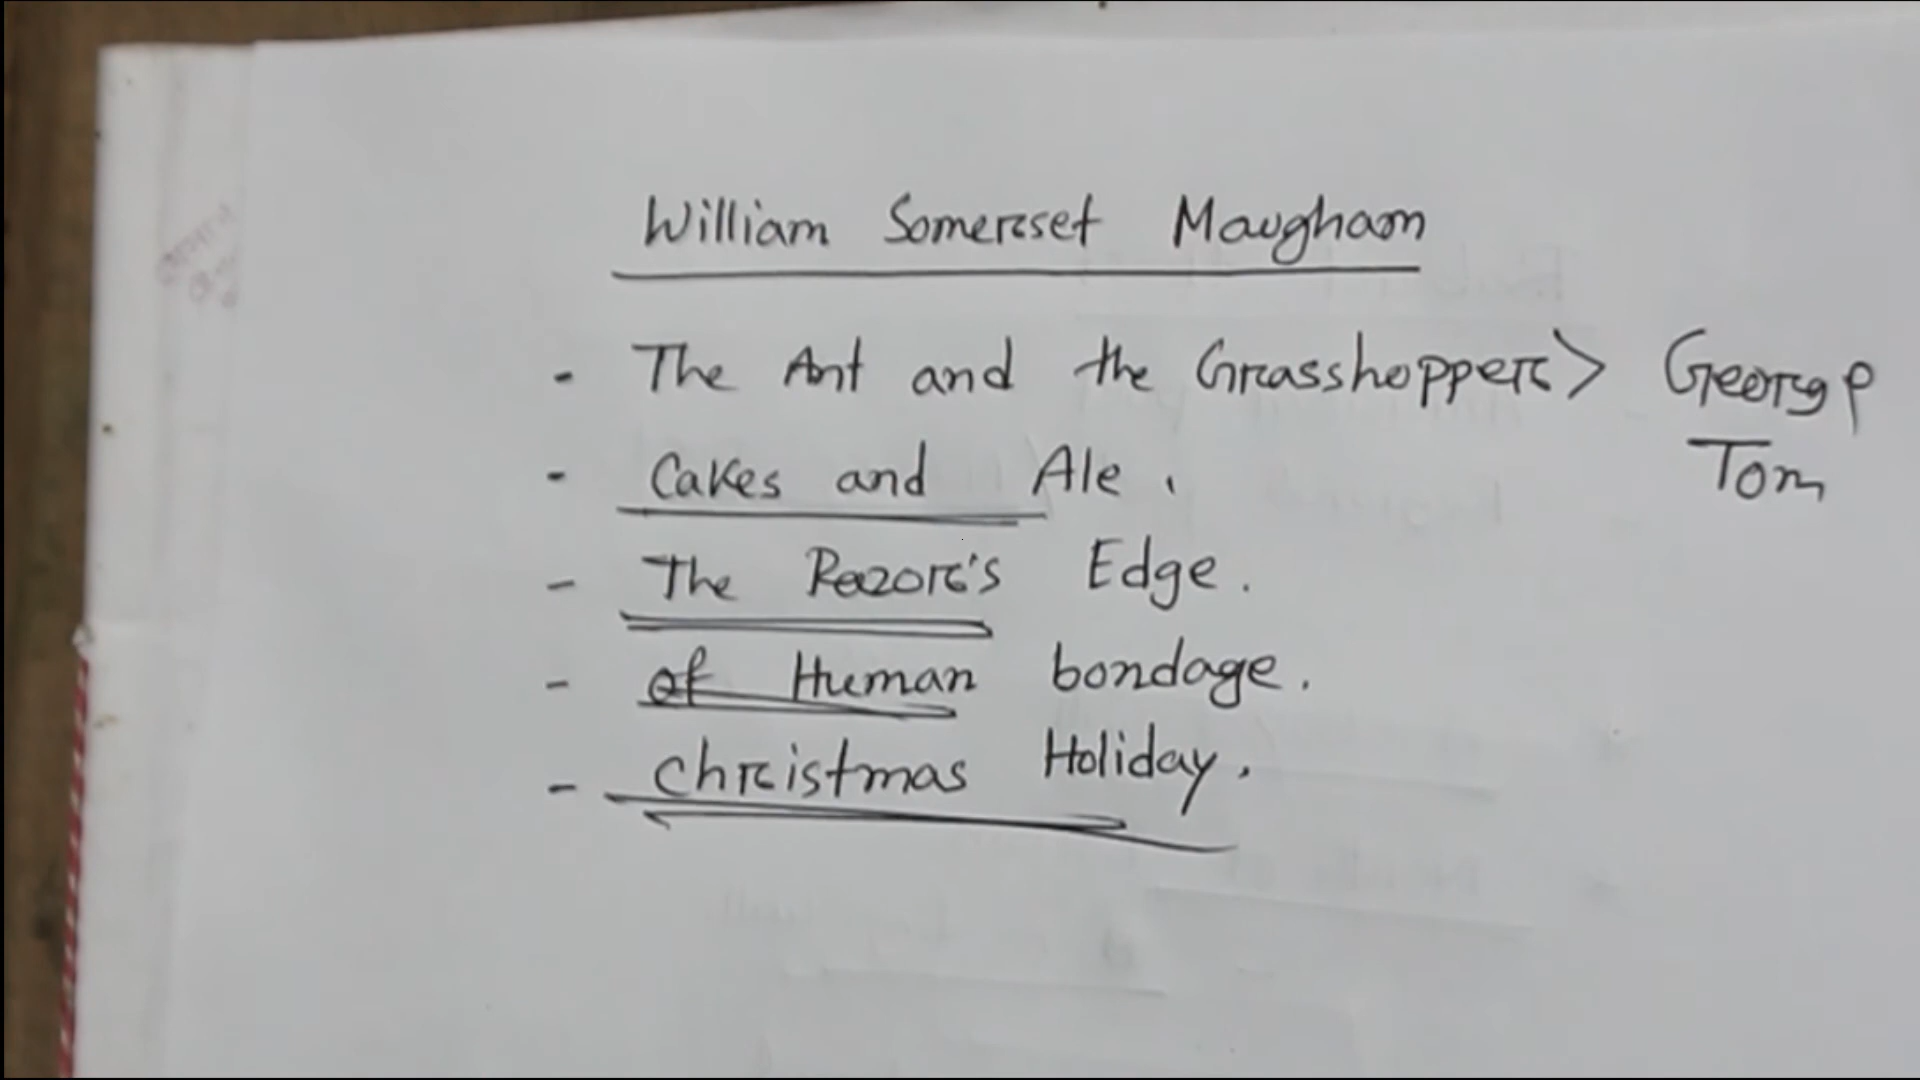 William Somerset Maugham
- The Ant and the Grasshopper > George
Tom
- Cakes and Ale.
- The Razor's Edge.
- of Human bondage.
- Christmas Holiday.